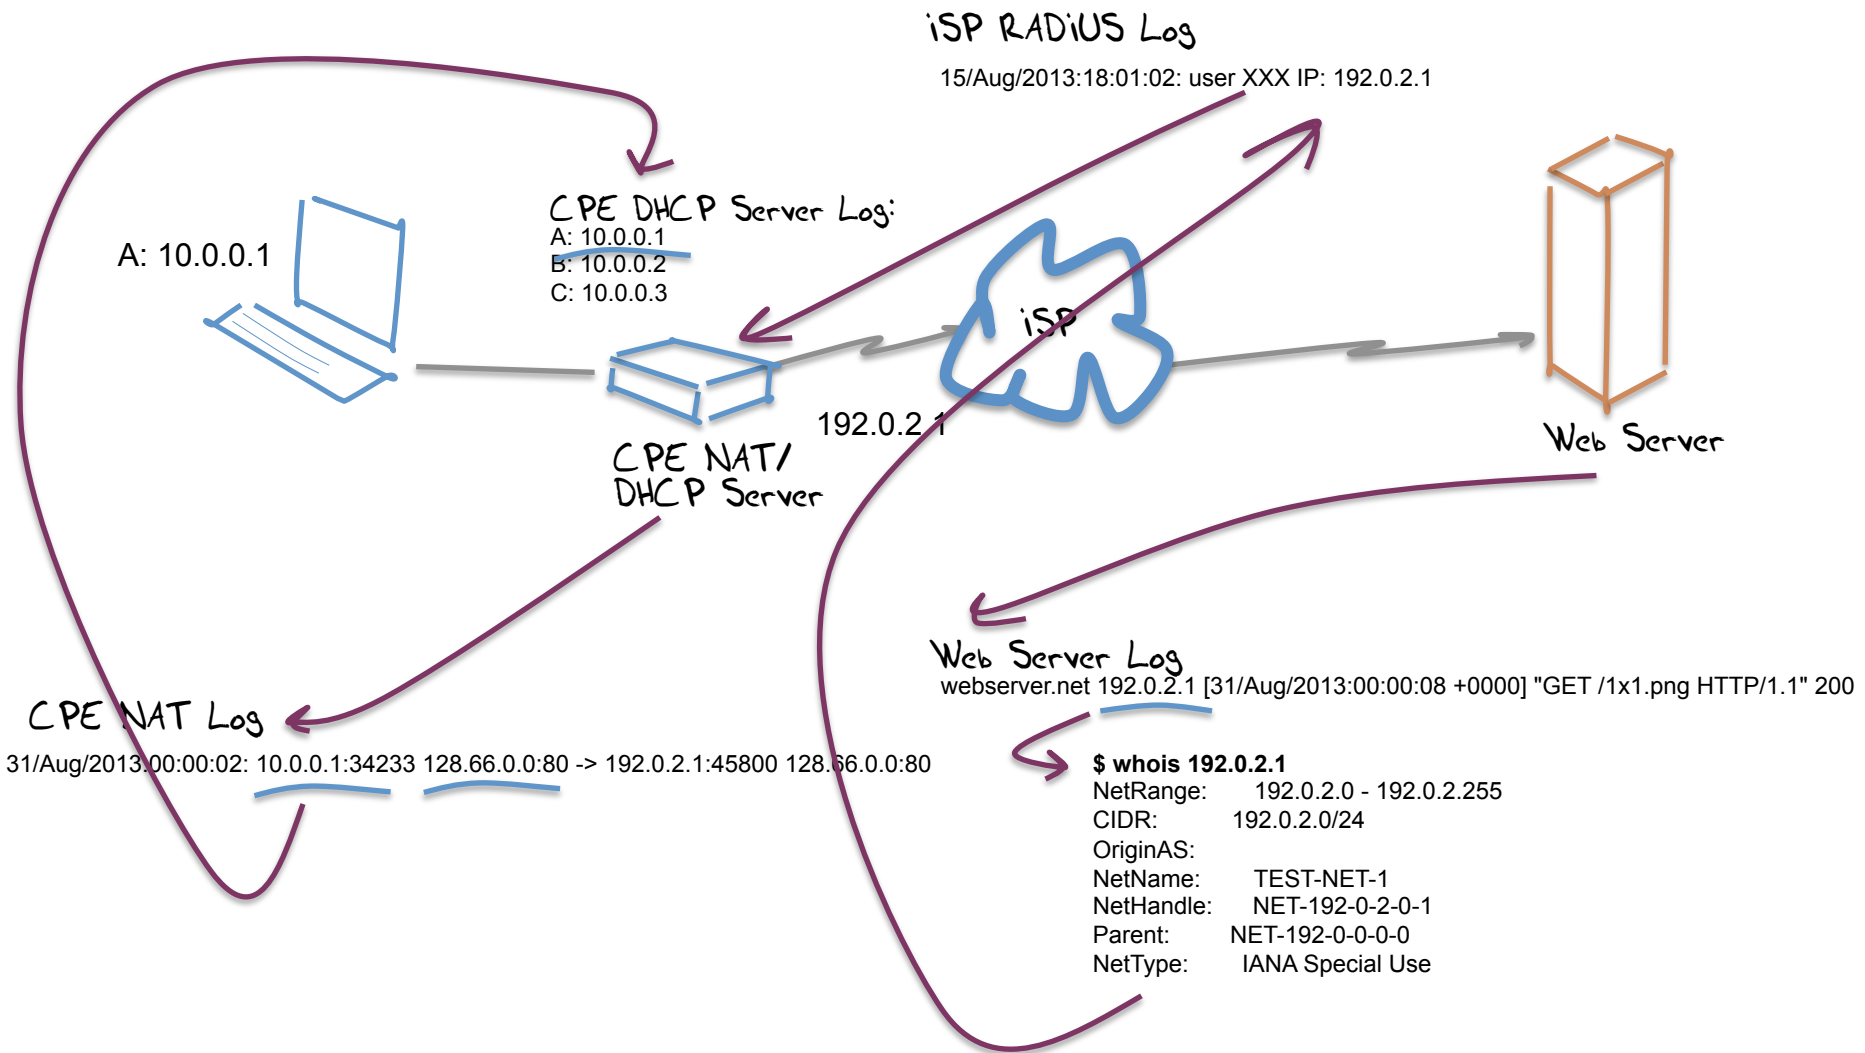 iSP RADiUS Log
15/Aug/2013:18:01:02: user XXX IP: 192.0.2.1
CPE DHCP Server Log:
A: 10.0.0.1
B: 10.0.0.2
C: 10.0.0.3
A: 10.0.0.1
iSP
192.0.2.1
CPE NAT/
DHCP Server
Web Server
Web Server Log
webserver.net 192.0.2.1 [31/Aug/2013:00:00:08 +0000] "GET /1x1.png HTTP/1.1" 200
CPE NAT Log
31/Aug/2013:00:00:02: 10.0.0.1:34233 128.66.0.0:80 -> 192.0.2.1:45800 128.66.0.0:80
$ whois 192.0.2.1
NetRange: 192.0.2.0 - 192.0.2.255
CIDR: 192.0.2.0/24
OriginAS:
NetName: TEST-NET-1
NetHandle: NET-192-0-2-0-1
Parent: NET-192-0-0-0-0
NetType: IANA Special Use